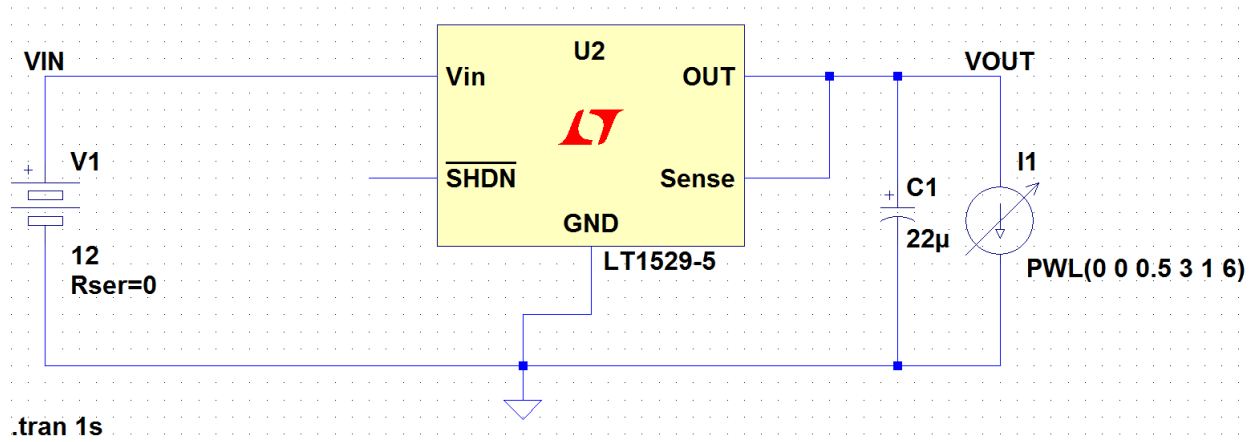 U2
VIN
VOUT
Vin
OUT
+
V1
SHDN
Sense
I1
+
C1
GND
22µ
12
LT1529-5
PWL(0 0 0.5 3 1 6)
Rser=0
.tran 1s